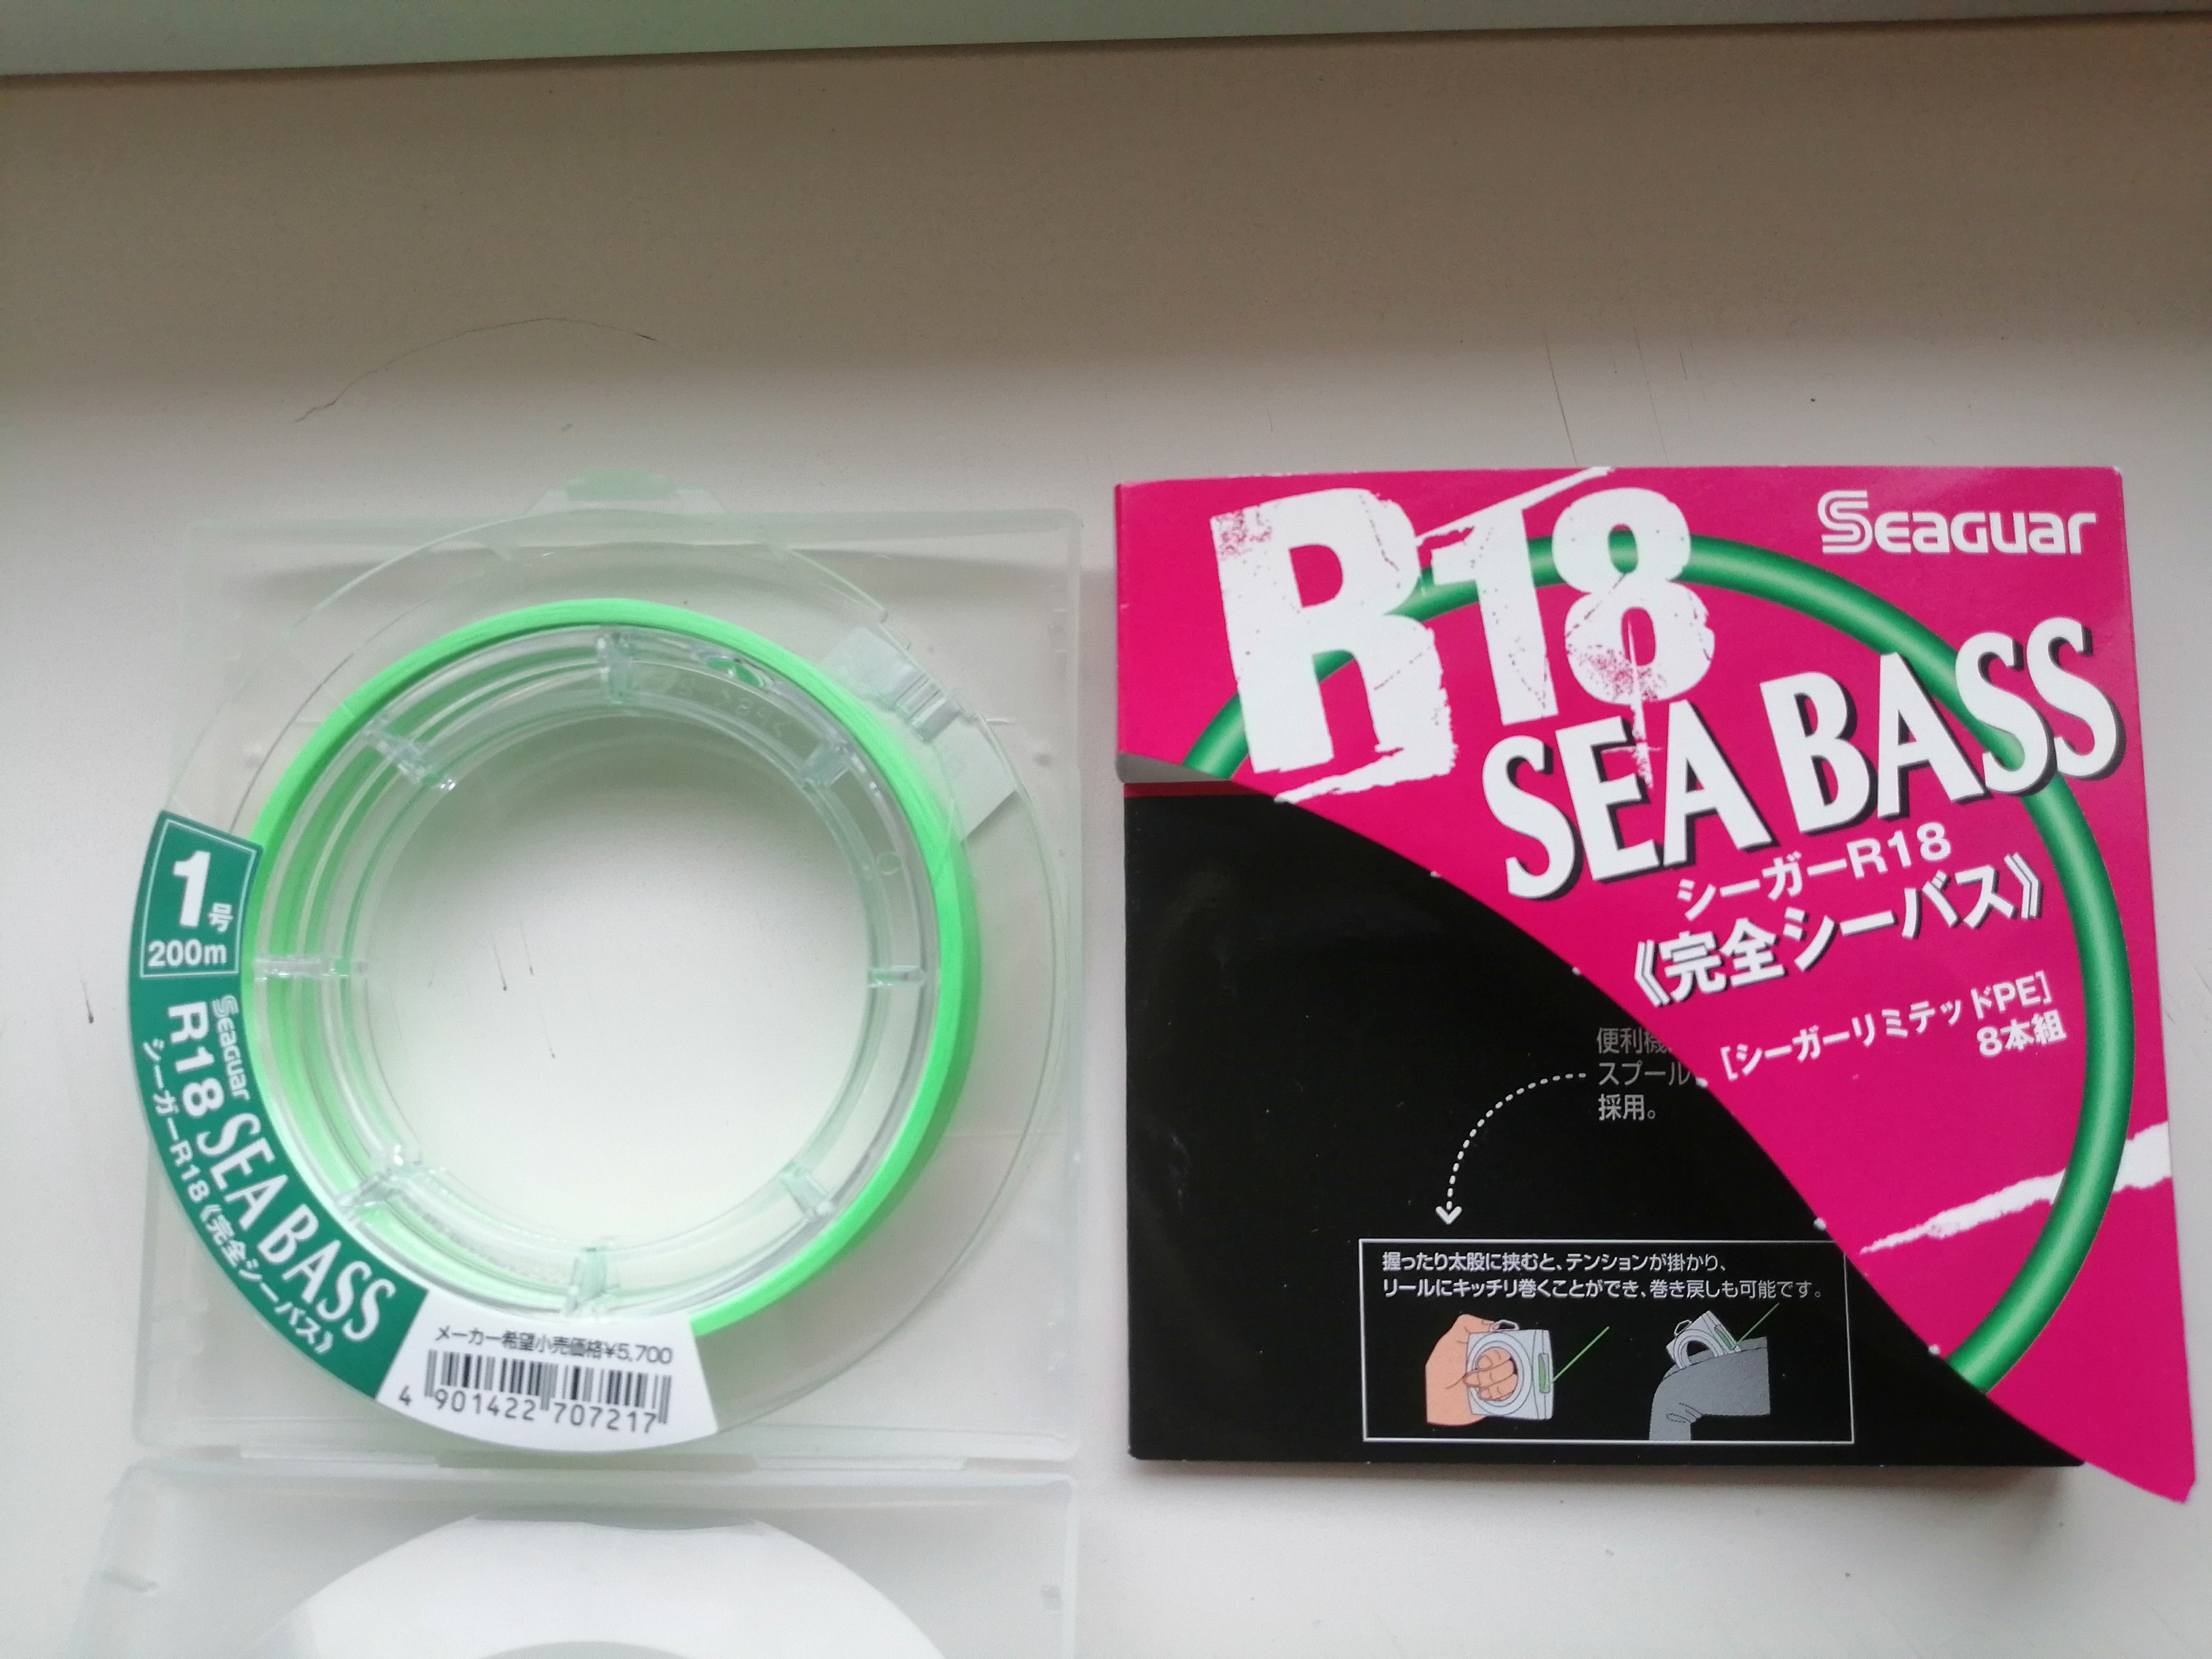 1号
200m
Seaguar
R18 SEA BASS
シーガーR18《完全シーバス》
メーカー希望小売価格¥5,700
4 901422 707217
Seaguar
R18
SEA BASS
シーガーR18
《完全シーバス》
[シーガーリミテッドPE]
8本組
便利機
スプール
採用。
握ったり太股に挟むと、テンションが掛かり、
リールにキッチリ巻くことができ、巻き戻しも可能です。